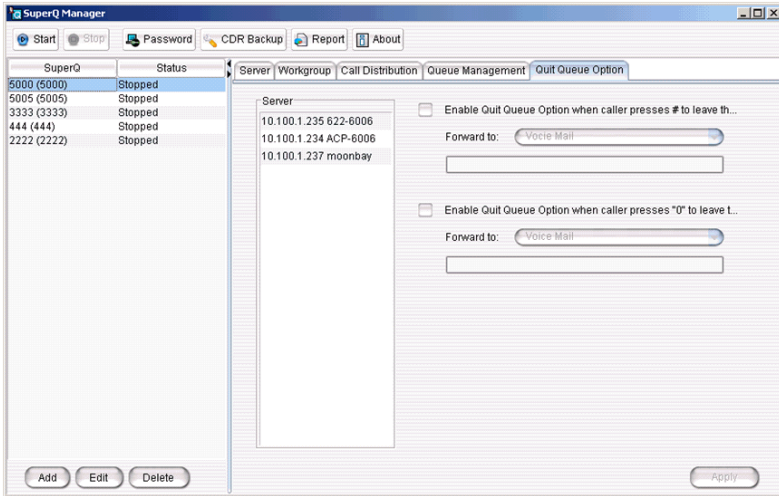 SuperQ Manager
Start Stop Password CDR Backup Report About
SuperQ Status
5000 (5000) Stopped
5005 (5005) Stopped
3333 (3333) Stopped
444 (444) Stopped
2222 (2222) Stopped
Server Workgroup Call Distribution Queue Management Quit Queue Option
Server
10.100.1.235 622-6006
10.100.1.234 ACP-6006
10.100.1.237 moonbay
Enable Quit Queue Option when caller presses # to leave th...
Forward to: Vocie Mail
Enable Quit Queue Option when caller presses "0" to leave t...
Forward to: Voice Mail
Add Edit Delete
Apply